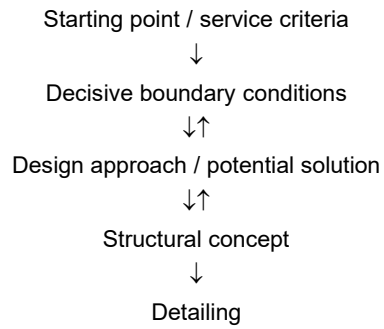 Starting point / service criteria
↓
Decisive boundary conditions
↓↑
Design approach / potential solution
↓↑
Structural concept
↓
Detailing